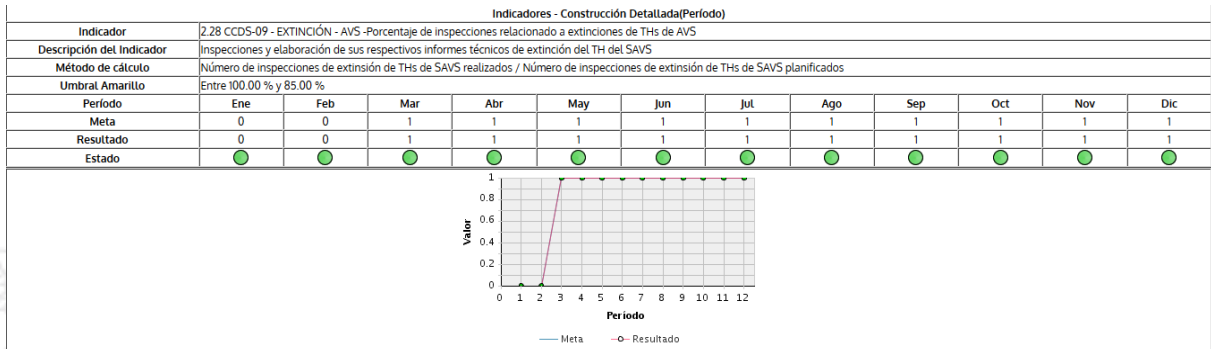 Indicadores - Construcción Detallada(Período)
Indicador 2.28 CCDS-09 - EXTINCIÓN - AVS -Porcentaje de inspecciones relacionado a extinciones de THs de AVS
Descripción del Indicador Inspecciones y elaboración de sus respectivos informes técnicos de extinción del TH del SAVS
Método de cálculo Número de inspecciones de extinsión de THs de SAVS realizados / Número de inspecciones de extinsión de THs de SAVS planificados
Umbral Amarillo Entre 100.00 % y 85.00 %
Período Ene Feb Mar Abr May Jun Jul Ago Sep Oct Nov Dic
Meta 0 0 1 1 1 1 1 1 1 1 1 1
Resultado 0 0 1 1 1 1 1 1 1 1 1 1
Estado
1
0.8
0.6
0.4
0.2
0
Valor
0 1 2 3 4 5 6 7 8 9 10 11 12
Período
Meta Resultado